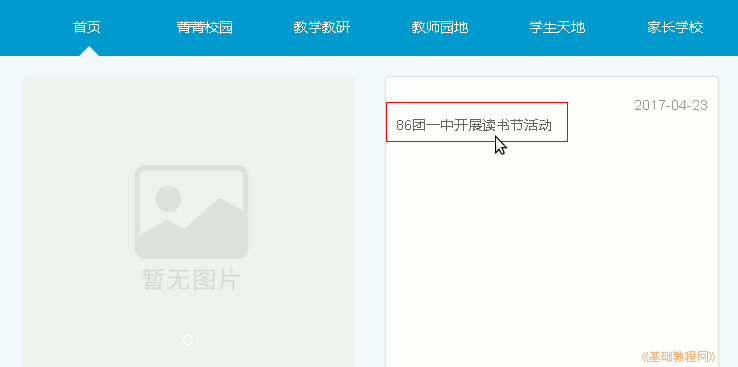 首页 菁菁校园 教学教研 教师园地 学生天地 家长学校
2017-04-23
86团一中开展读书节活动
暂无图片
《基础教程网》